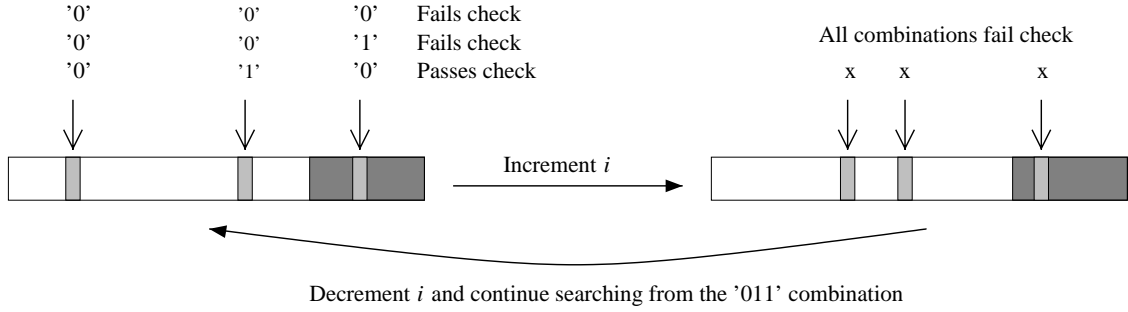 ’0’ ’0’ ’0’ Fails check
’0’ ’0’ ’1’ Fails check
’0’ ’1’ ’0’ Passes check
All combinations fail check
x x x
Increment i
Decrement i and continue searching from the ’011’ combination